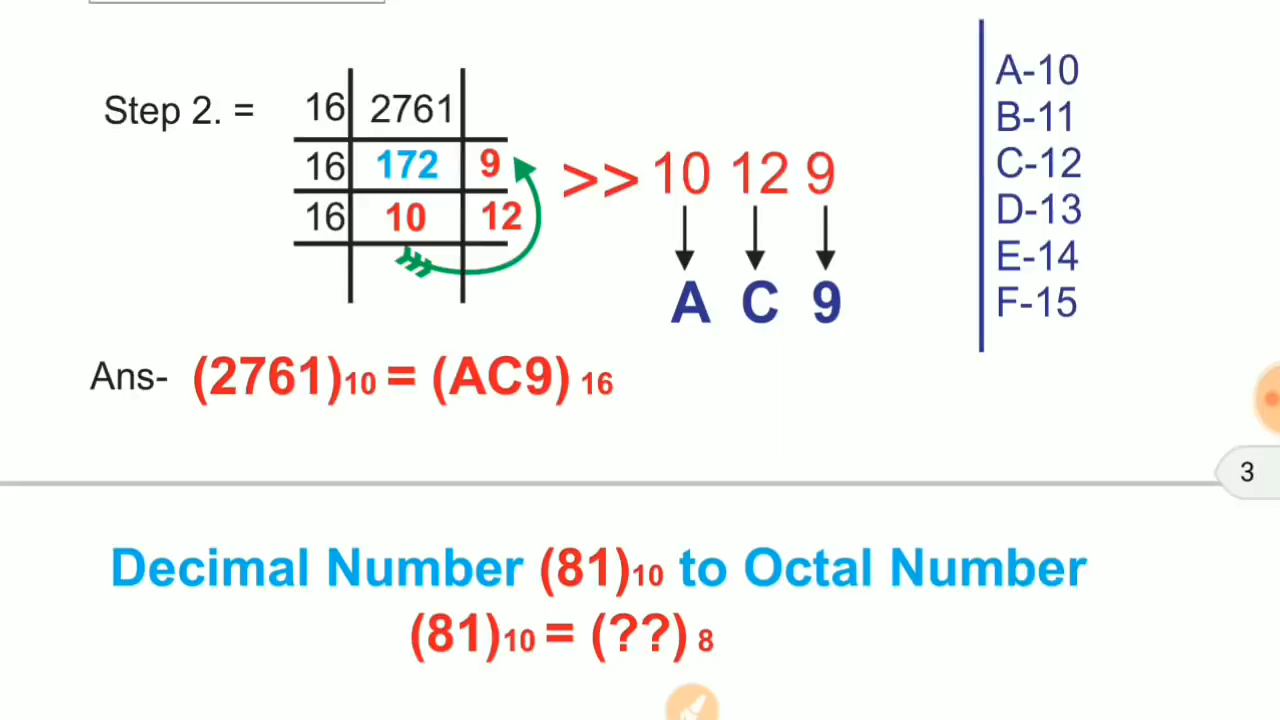 Step 2. =
16 2761
16 172 9
16 10 12
>> 10 12 9
A C 9
A-10
B-11
C-12
D-13
E-14
F-15
Ans- (2761)10 = (AC9) 16
3
Decimal Number (81)10 to Octal Number
(81)10 = (??) 8